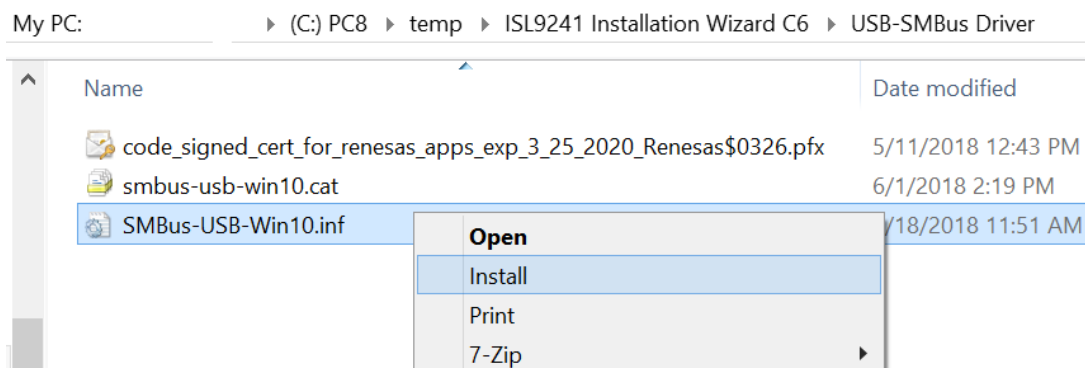 My PC: (C:) PC8 temp ISL9241 Installation Wizard C6 USB-SMBus Driver
Name Date modified
code_signed_cert_for_renesas_apps_exp_3_25_2020_Renesas$0326.pfx 5/11/2018 12:43 PM
smbus-usb-win10.cat 6/1/2018 2:19 PM
SMBus-USB-Win10.inf /18/2018 11:51 AM
Open
Install
Print
7-Zip